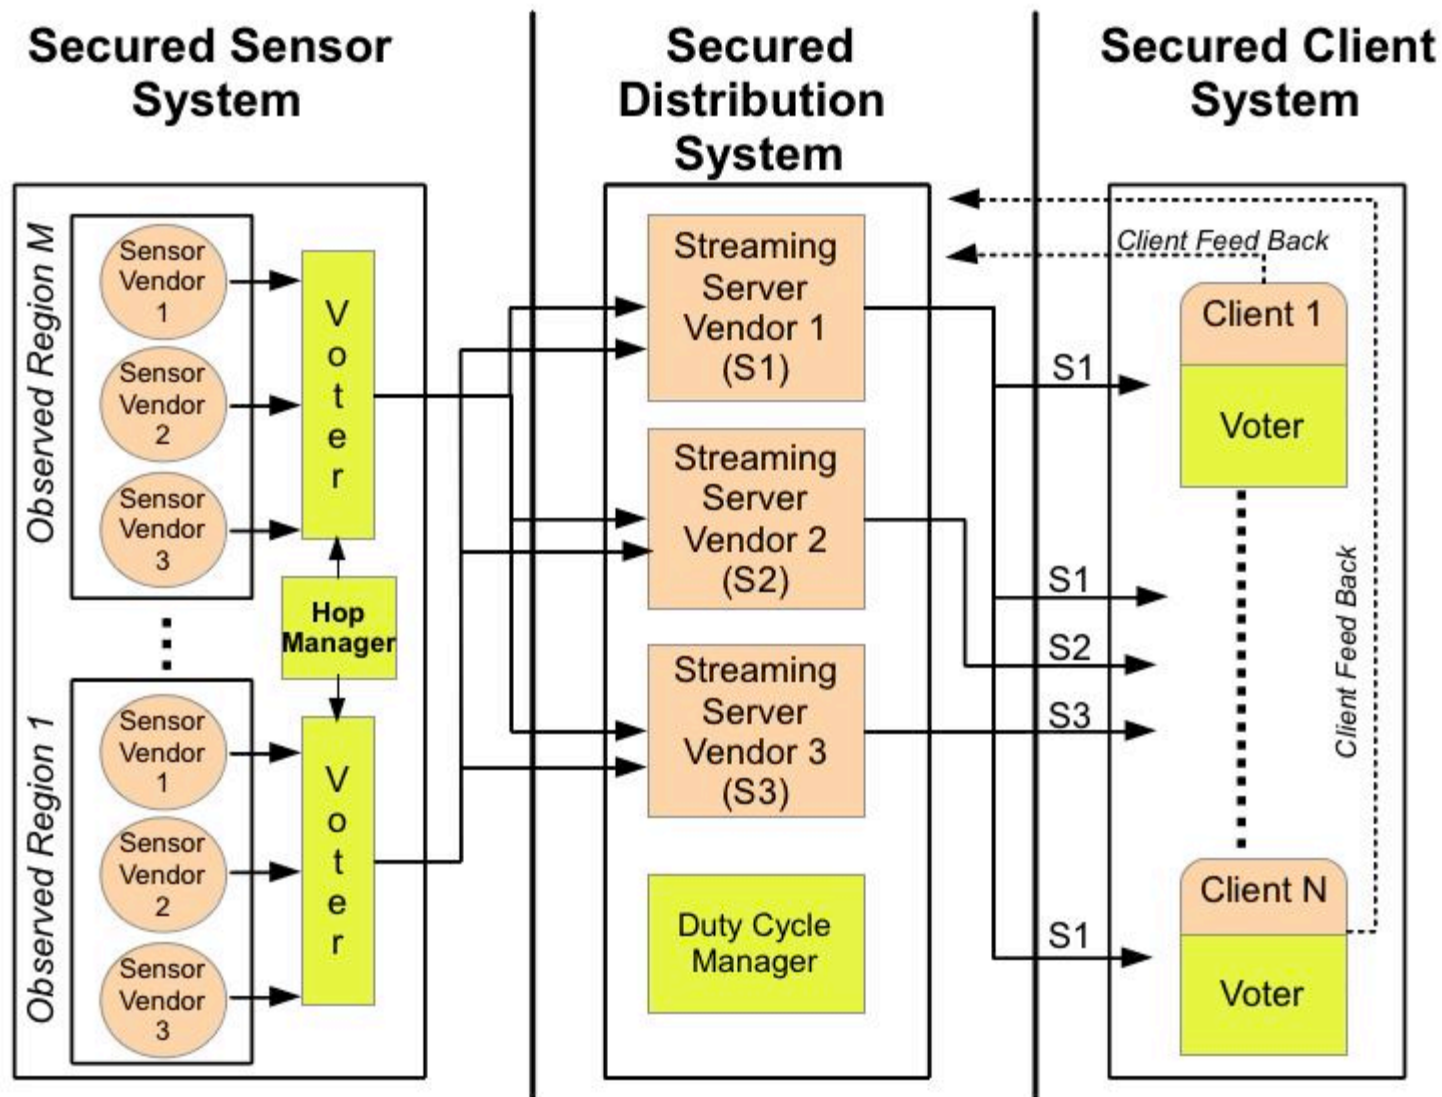 Secured Sensor
System
Secured
Distribution
System
Secured Client
System
Observed Region M
Sensor
Vendor
1
Sensor
Vendor
2
Sensor
Vendor
3
V
o
t
e
r
Hop
Manager
Observed Region 1
Sensor
Vendor
1
Sensor
Vendor
2
Sensor
Vendor
3
V
o
t
e
r
Streaming
Server
Vendor 1
(S1)
Streaming
Server
Vendor 2
(S2)
Streaming
Server
Vendor 3
(S3)
Duty Cycle
Manager
Client Feed Back
Client 1
Voter
S1
S1
S2
S3
S1
Client Feed Back
Client N
Voter